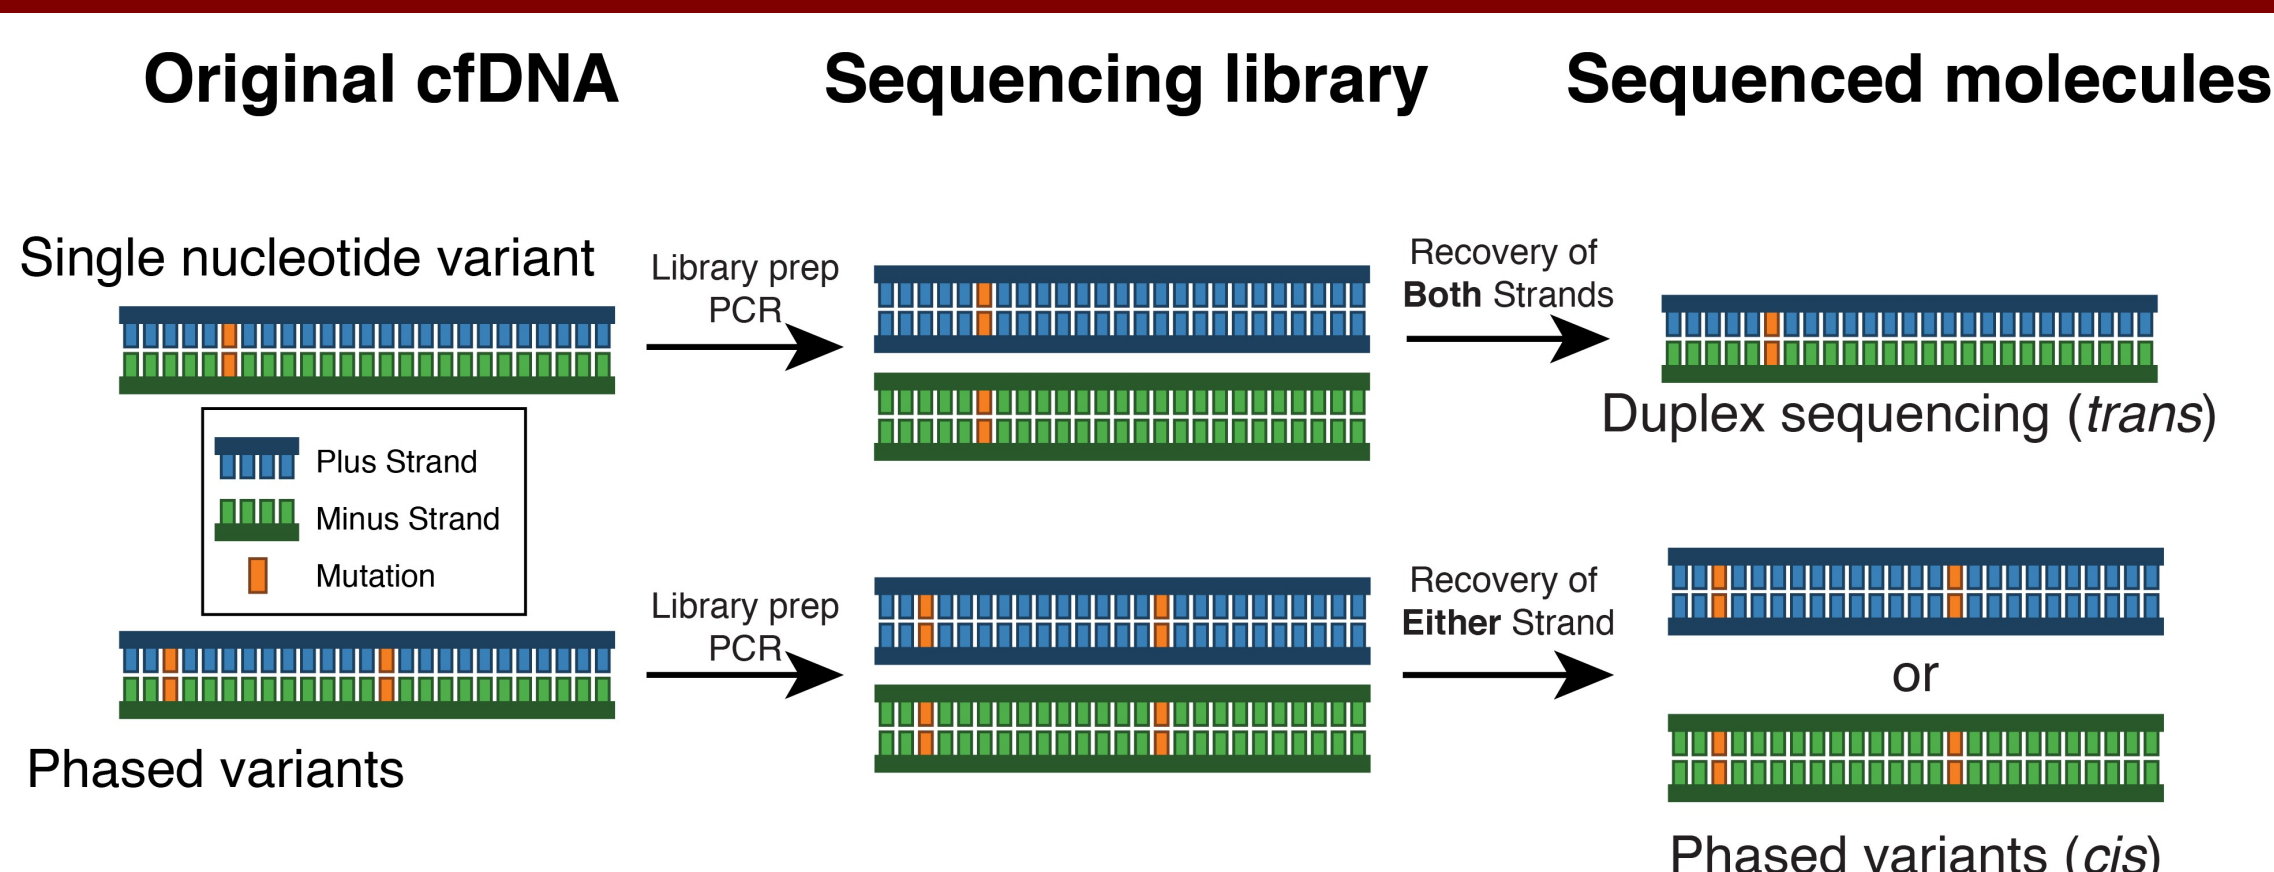 Original cfDNA
Sequencing library
Sequenced molecules
Single nucleotide variant
Library prep
PCR
Recovery of
Both Strands
Duplex sequencing (trans)
Plus Strand
Minus Strand
Mutation
Library prep
PCR
Recovery of
Either Strand
or
Phased variants
Phased variants (cis)